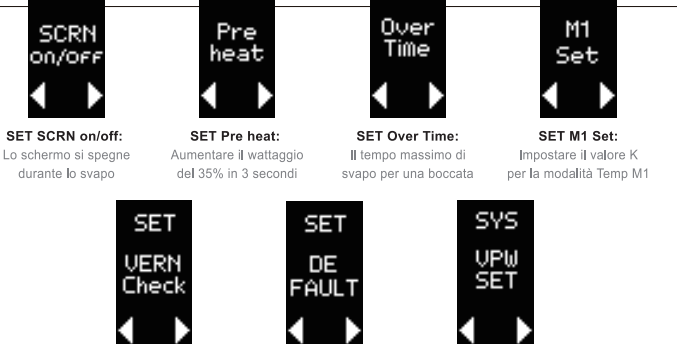 SCRN
on/off
Pre
heat
Over
Time
M1
Set
SET SCRN on/off:
Lo schermo si spegne
durante lo svapo
SET Pre heat:
Aumentare il wattaggio
del 35% in 3 secondi
SET Over Time:
Il tempo massimo di
svapo per una boccata
SET M1 Set:
Impostare il valore K
per la modalità Temp M1
SET
VERN
Check
SET
DE
FAULT
SYS
VPW
SET